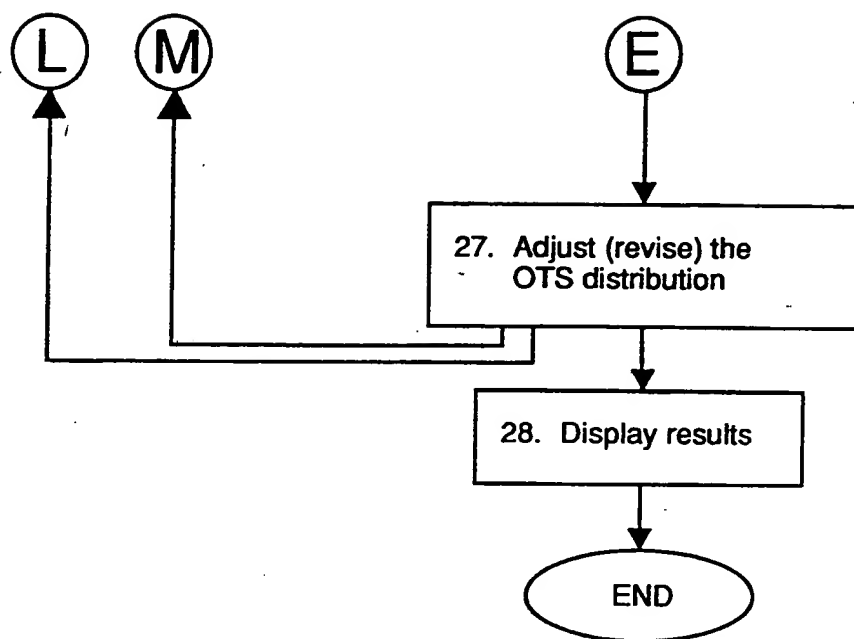 L M E
27. Adjust (revise) the
OTS distribution
28. Display results
END